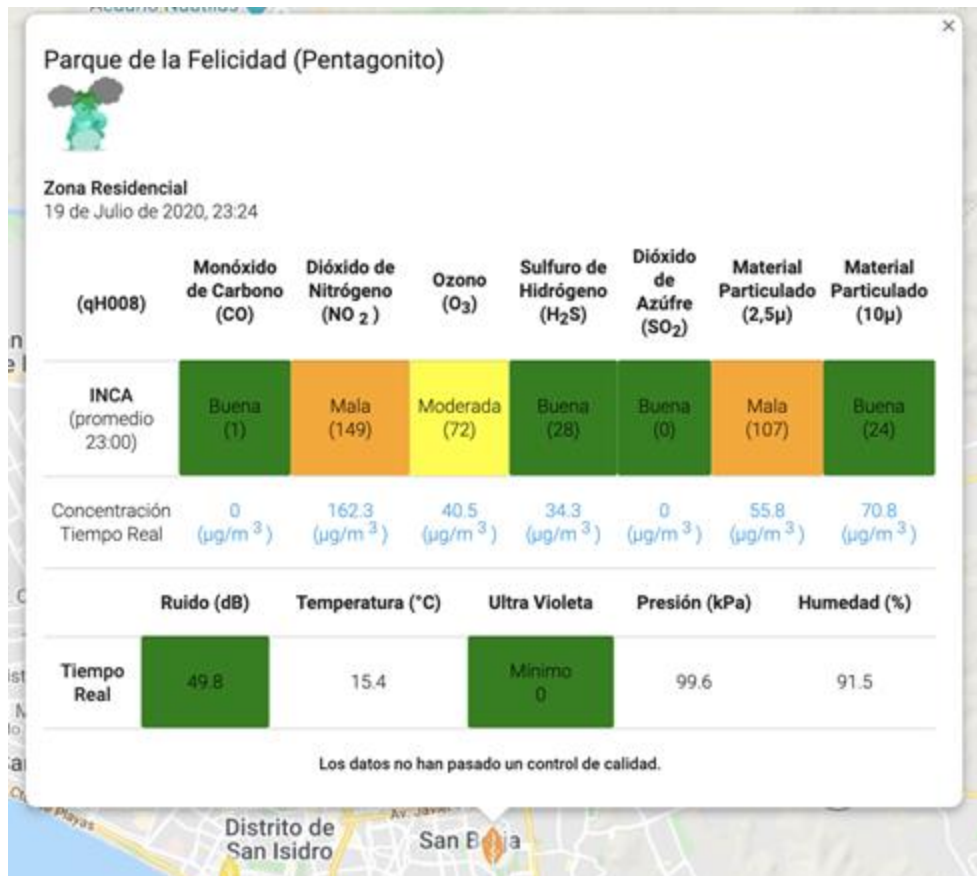 Parque de la Felicidad (Pentagonito)
Zona Residencial
19 de Julio de 2020, 23:24
(qH008)
Monóxido
de Carbono
(CO)
Dióxido de
Nitrógeno
(NO 2 )
Ozono
(O3)
Sulfuro de
Hidrógeno
(H2S)
Dióxido
de
Azúfre
(SO2)
Material
Particulado
(2,5µ)
Material
Particulado
(10µ)
INCA
(promedio
23:00)
Buena
(1)
Mala
(149)
Moderada
(72)
Buena
(28)
Buena
(0)
Mala
(107)
Buena
(24)
Concentración
Tiempo Real
0
(µg/m 3 )
162.3
(µg/m 3 )
40.5
(µg/m 3 )
34.3
(µg/m 3 )
0
(µg/m 3 )
55.8
(µg/m 3 )
70.8
(µg/m 3 )
Ruido (dB)
Temperatura (°C)
Ultra Violeta
Presión (kPa)
Humedad (%)
Tiempo
Real
49.8
15.4
Mínimo
0
99.6
91.5
Los datos no han pasado un control de calidad.
Playas
Av.
Distrito de
San Isidro
San B ja